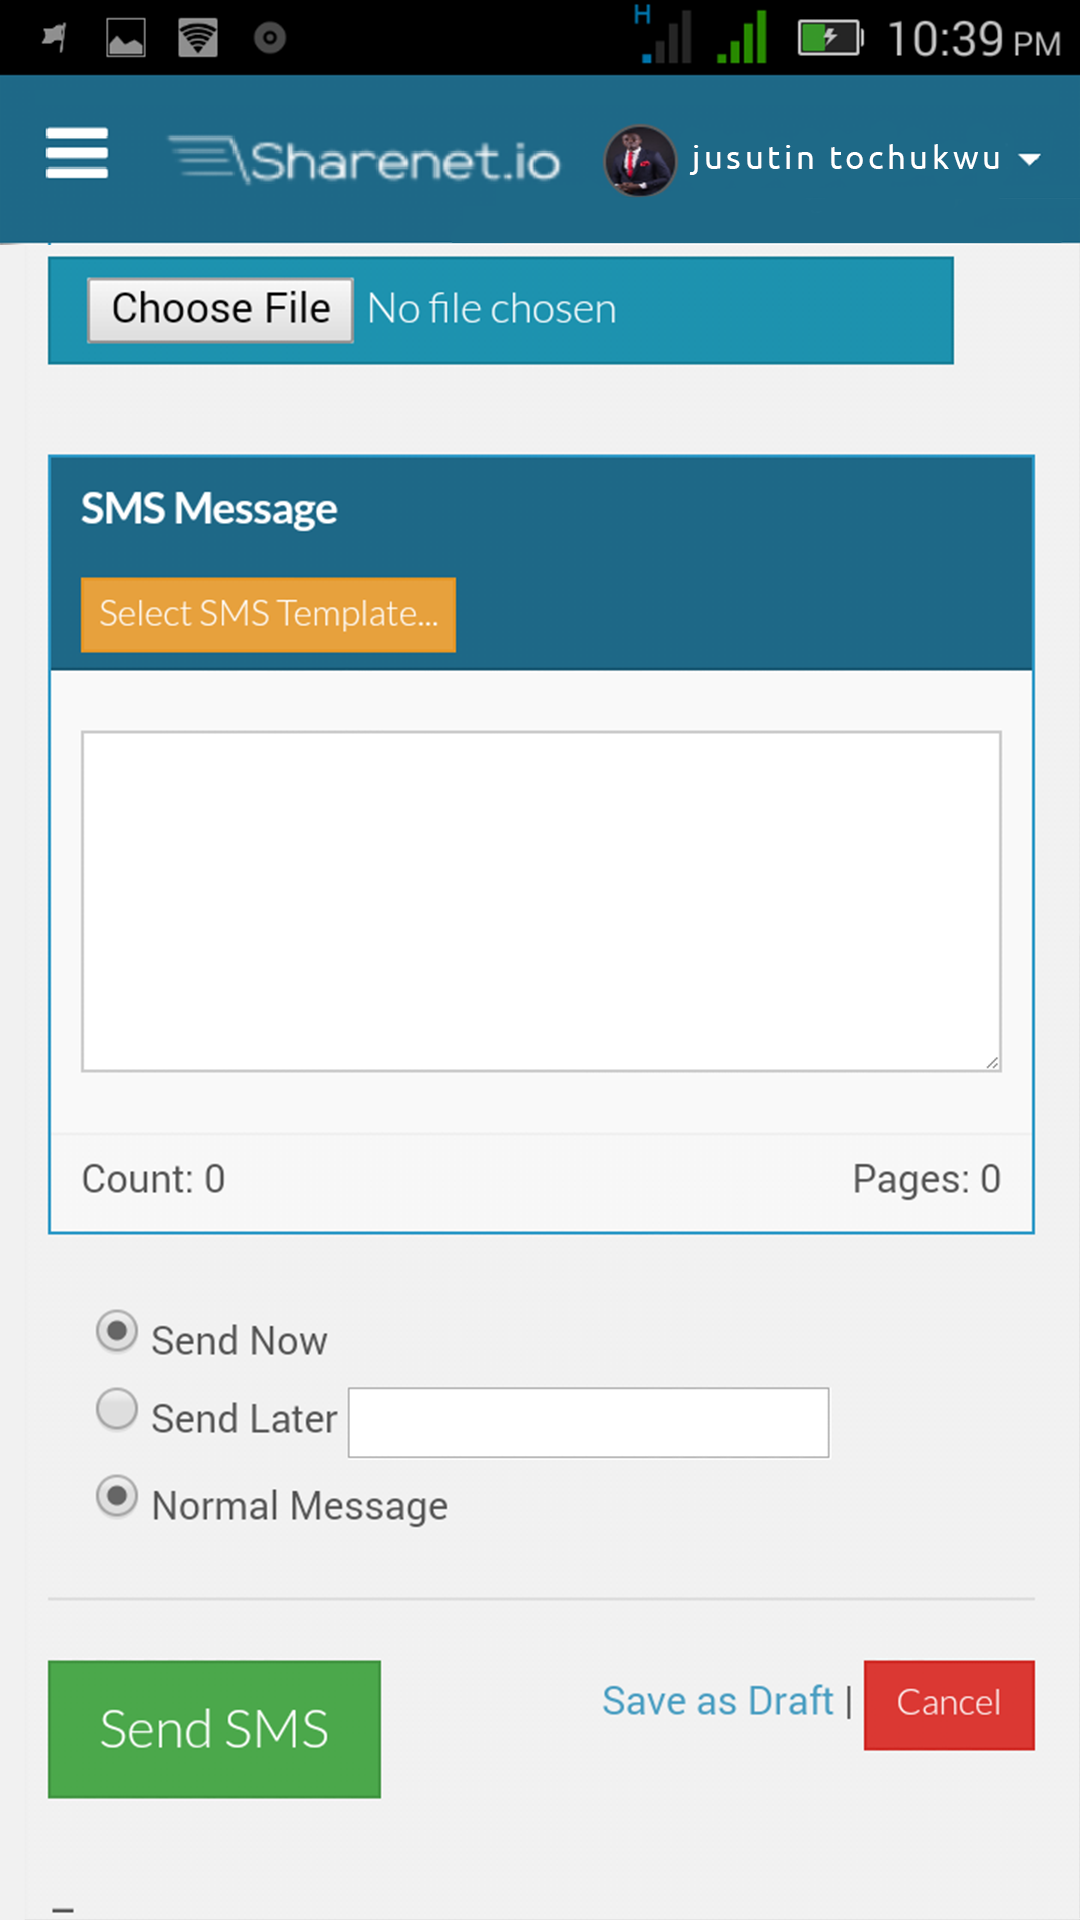 H 10:39 PM
Sharenet.io jusutin tochukwu
Choose File No file chosen
SMS Message
Select SMS Template...
Count: 0 Pages: 0
Send Now
Send Later
Normal Message
Send SMS Save as Draft | Cancel